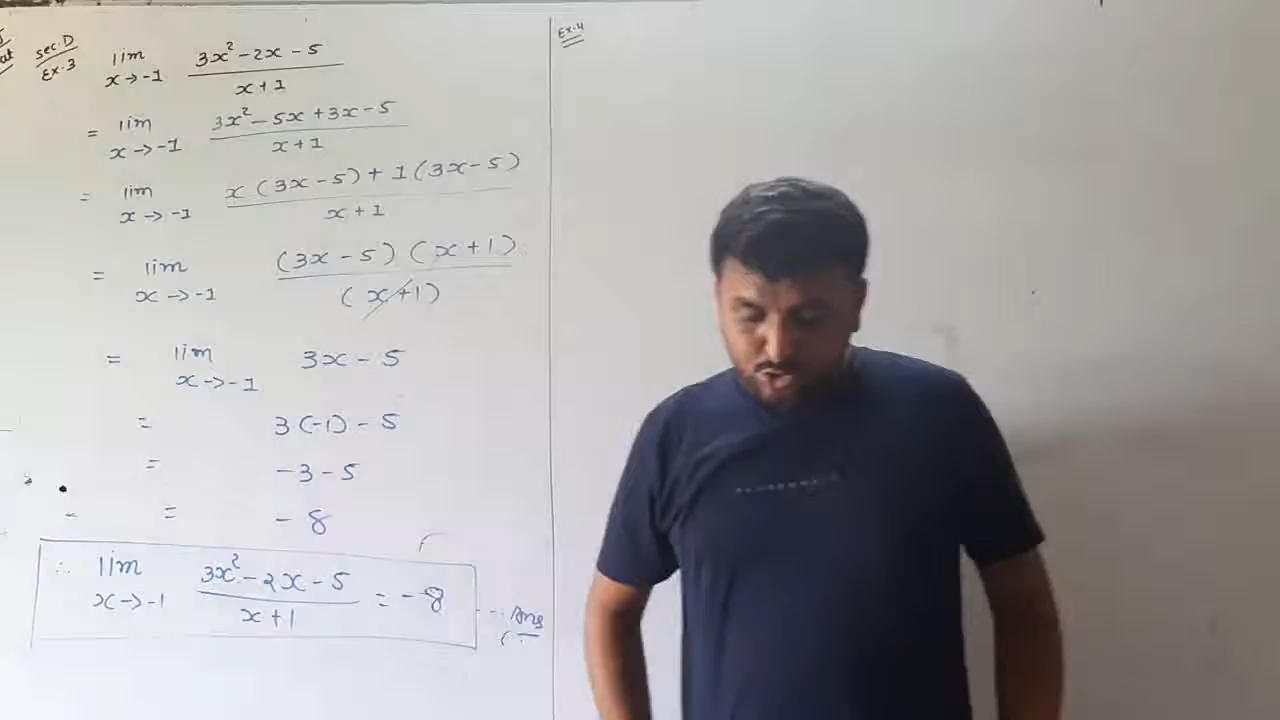 sec.D
Ex.3
lim x→-1 3x²-2x-5 / x+1
= lim x→-1 3x²-5x+3x-5 / x+1
= lim x→-1 x(3x-5)+1(3x-5) / x+1
= lim x→-1 (3x-5)(x+1) / (x+1)
= lim x→-1 3x-5
= 3(-1)-5
= -3-5
= -8
∴ lim x→-1 3x²-2x-5 / x+1 = -8
Ans
Ex.4